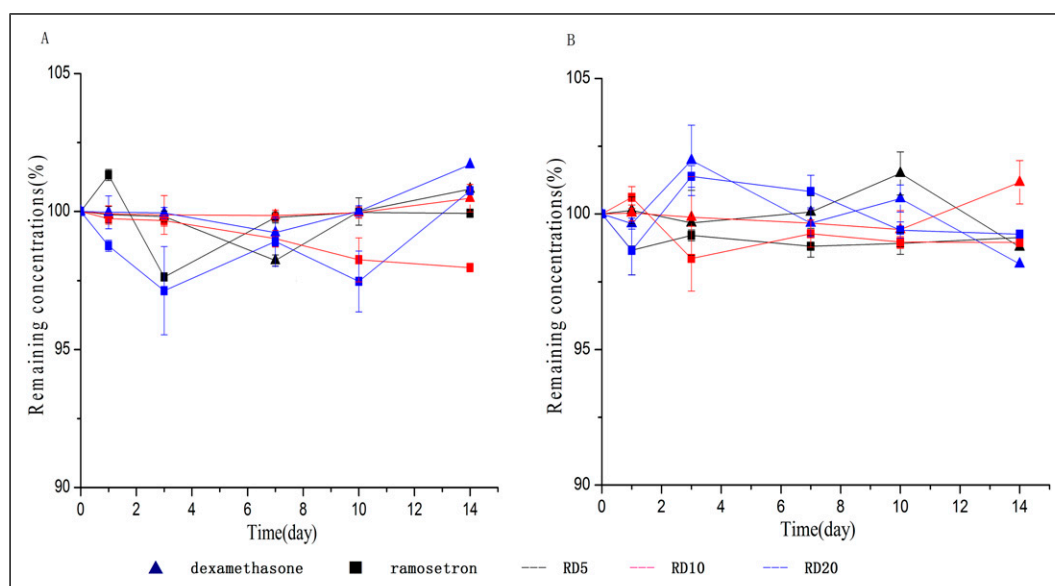 A
105
100
95
90
Remaining concentrations(%)
0 2 4 6 8 10 12 14
Time(day)
B
105
100
95
90
Remaining concentrations(%)
0 2 4 6 8 10 12 14
Time(day)
dexamethasone ramosetron RD5 RD10 RD20